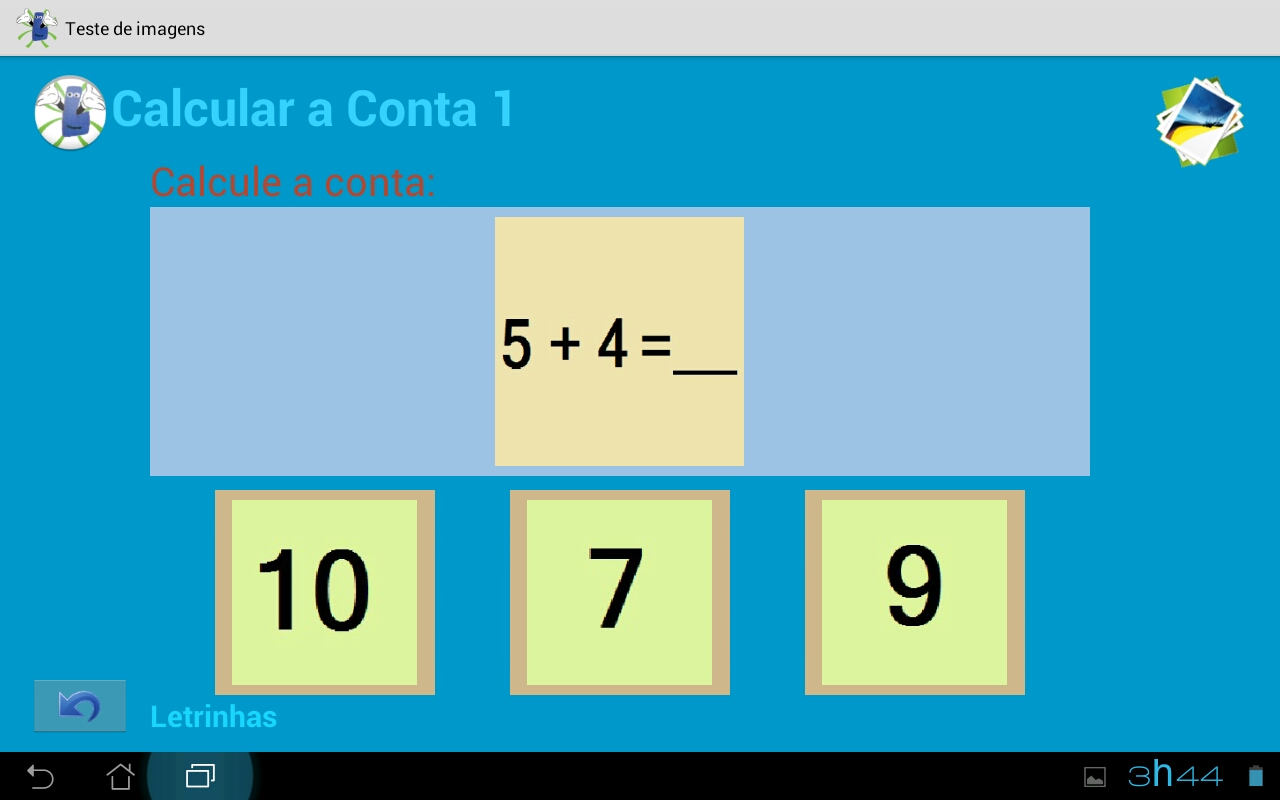 Teste de imagens
Calcular a Conta 1
Calcule a conta:
5 + 4 =__
10 7 9
Letrinhas
3h44